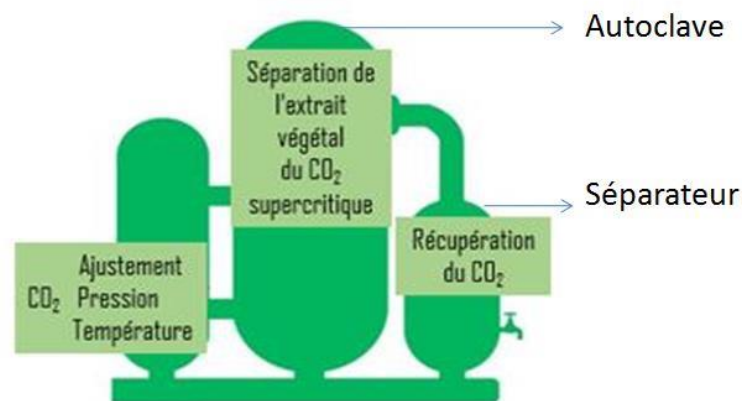 Autoclave
Séparation de
l'extrait
végétal
du CO₂
supercritique
Séparateur
Récupération
du CO₂
Ajustement
CO₂ Pression
Température